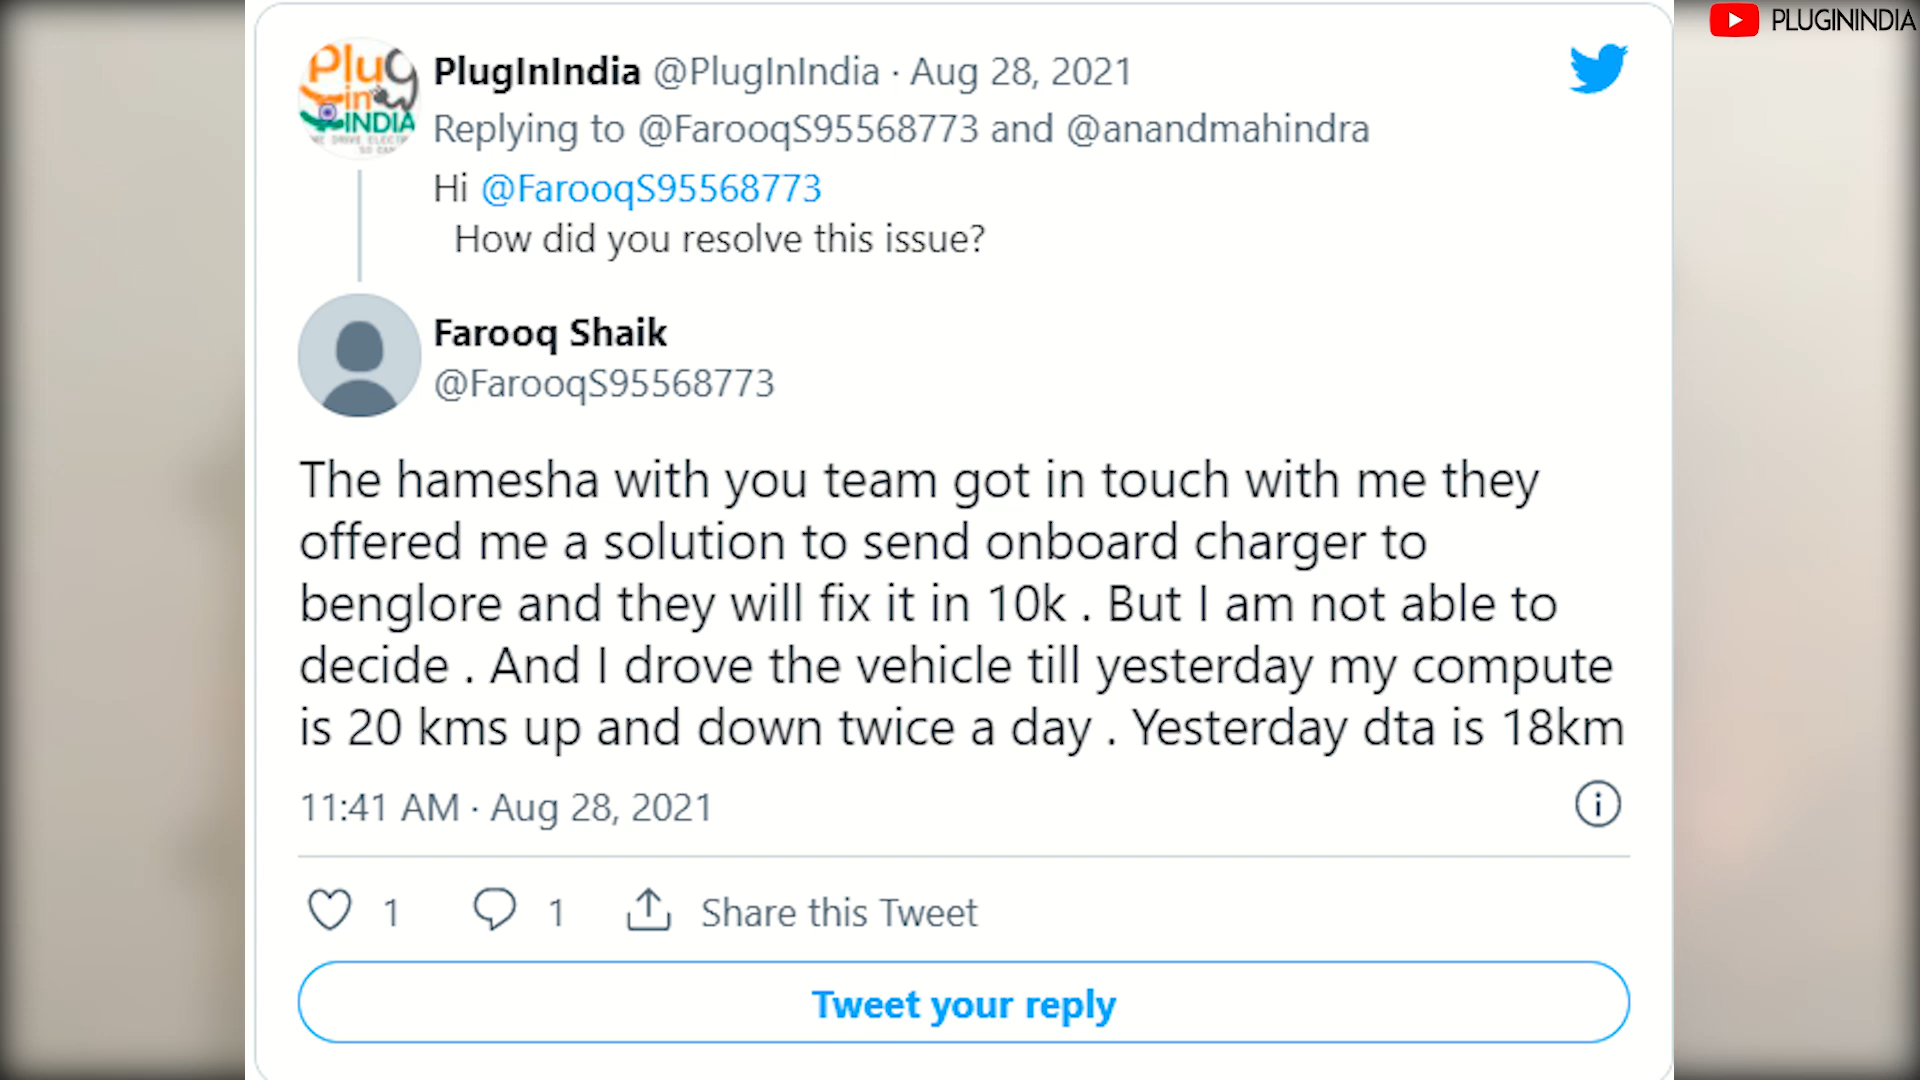 PLUGININDIA
Plug
in
INDIA
PlugInIndia @PlugInIndia · Aug 28, 2021
Replying to @FarooqS95568773 and @anandmahindra
Hi @FarooqS95568773
How did you resolve this issue?
Farooq Shaik
@FarooqS95568773
The hamesha with you team got in touch with me they
offered me a solution to send onboard charger to
benglore and they will fix it in 10k . But I am not able to
decide . And I drove the vehicle till yesterday my compute
is 20 kms up and down twice a day . Yesterday dta is 18km
11:41 AM · Aug 28, 2021
1
1
Share this Tweet
Tweet your reply